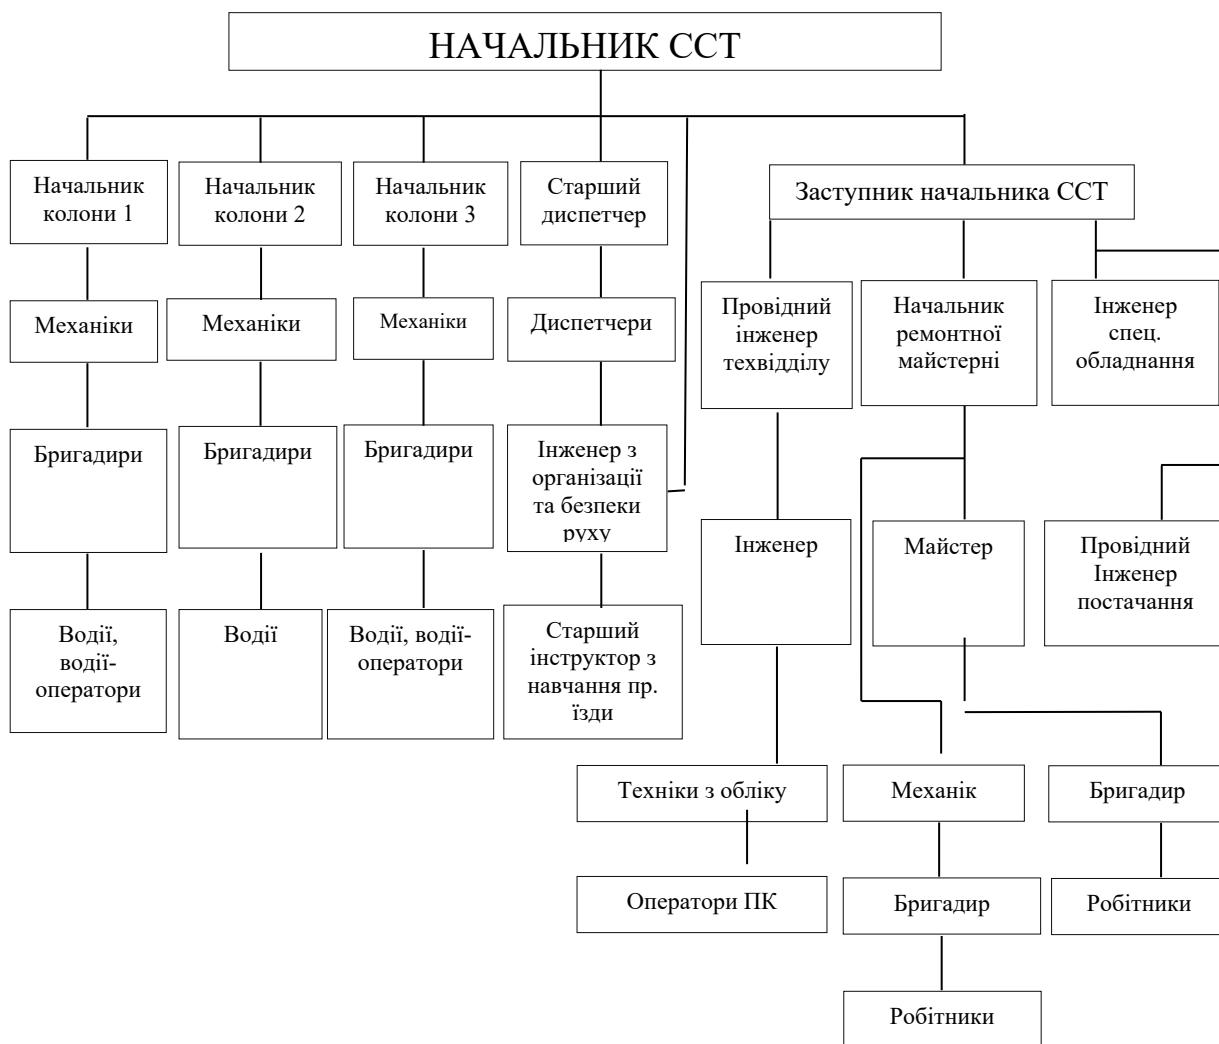 НАЧАЛЬНИК ССТ
Начальник
колони 1
Начальник
колони 2
Начальник
колони 3
Старший
диспетчер
Заступник начальника ССТ
Механіки
Механіки
Механіки
Диспетчери
Провідний
інженер
техвідділу
Начальник
ремонтної
майстерні
Інженер
спец.
обладнання
Бригадири
Бригадири
Бригадири
Інженер з
організації
та безпеки
руху
Інженер
Майстер
Провідний
Інженер
постачання
Водії,
водії-
оператори
Водії
Водії, водії-
оператори
Старший
інструктор з
навчання пр.
їзди
Техніки з обліку
Механік
Бригадир
Оператори ПК
Бригадир
Робітники
Робітники